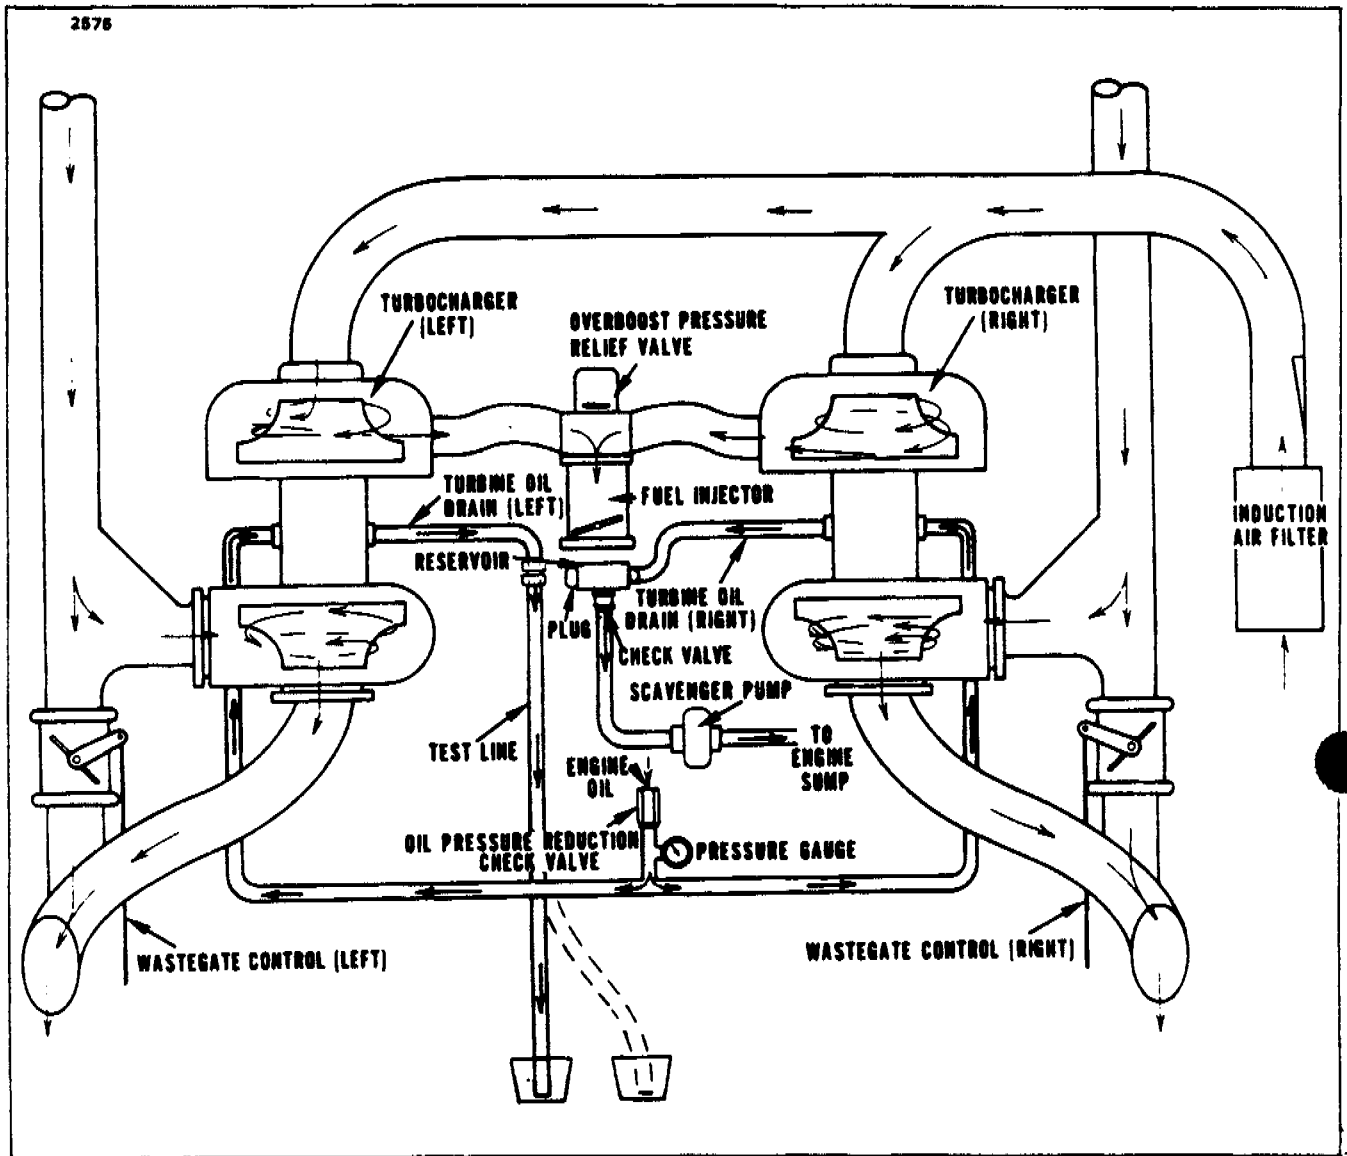 2576
TURBOCHARGER
(LEFT)
OVERBOOST PRESSURE
RELIEF VALVE
TURBOCHARGER
(RIGHT)
TURBINE OIL
DRAIN (LEFT)
FUEL INJECTOR
INDUCTION
AIR FILTER
RESERVOIR
PLUG
TURBINE OIL
DRAIN (RIGHT)
CHECK VALVE
SCAVENGER PUMP
TEST LINE
TO
ENGINE
SUMP
ENGINE
OIL
OIL PRESSURE REDUCTION
CHECK VALVE
PRESSURE GAUGE
WASTEGATE CONTROL (LEFT)
WASTEGATE CONTROL (RIGHT)